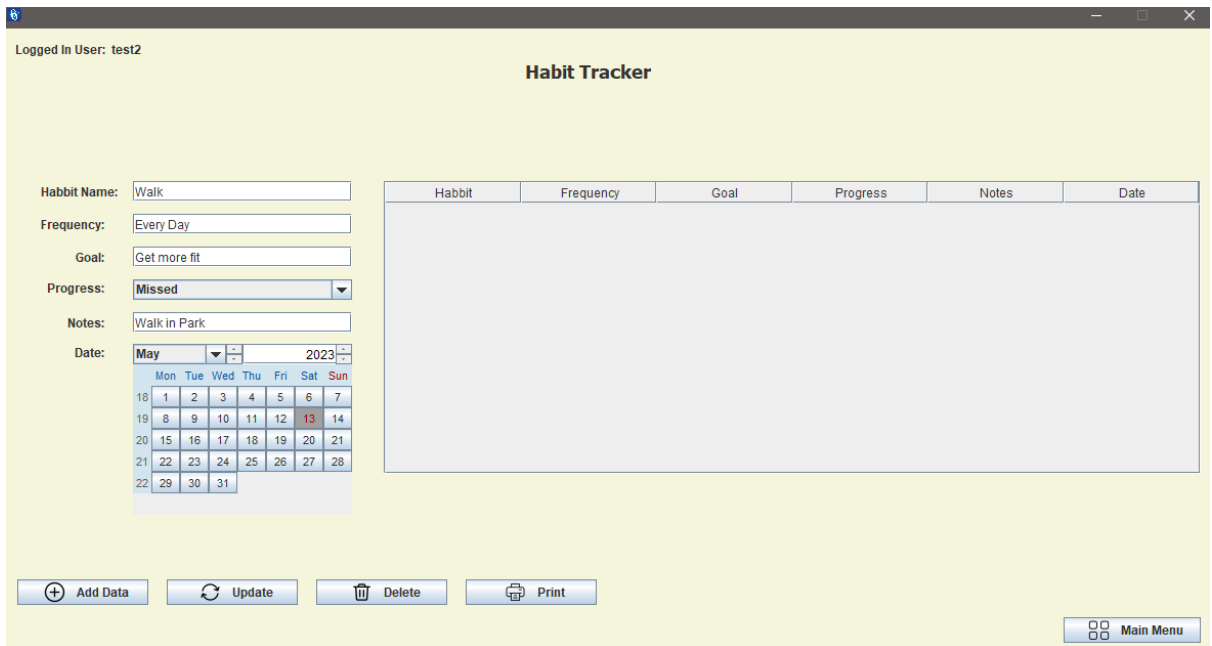 Logged In User: test2
Habit Tracker
Habbit Name: Walk
Frequency: Every Day
Goal: Get more fit
Progress: Missed
Notes: Walk in Park
Date: May 2023
Mon Tue Wed Thu Fri Sat Sun
18 1 2 3 4 5 6 7
19 8 9 10 11 12 13 14
20 15 16 17 18 19 20 21
21 22 23 24 25 26 27 28
22 29 30 31
Habbit Frequency Goal Progress Notes Date
Add Data Update Delete Print
Main Menu